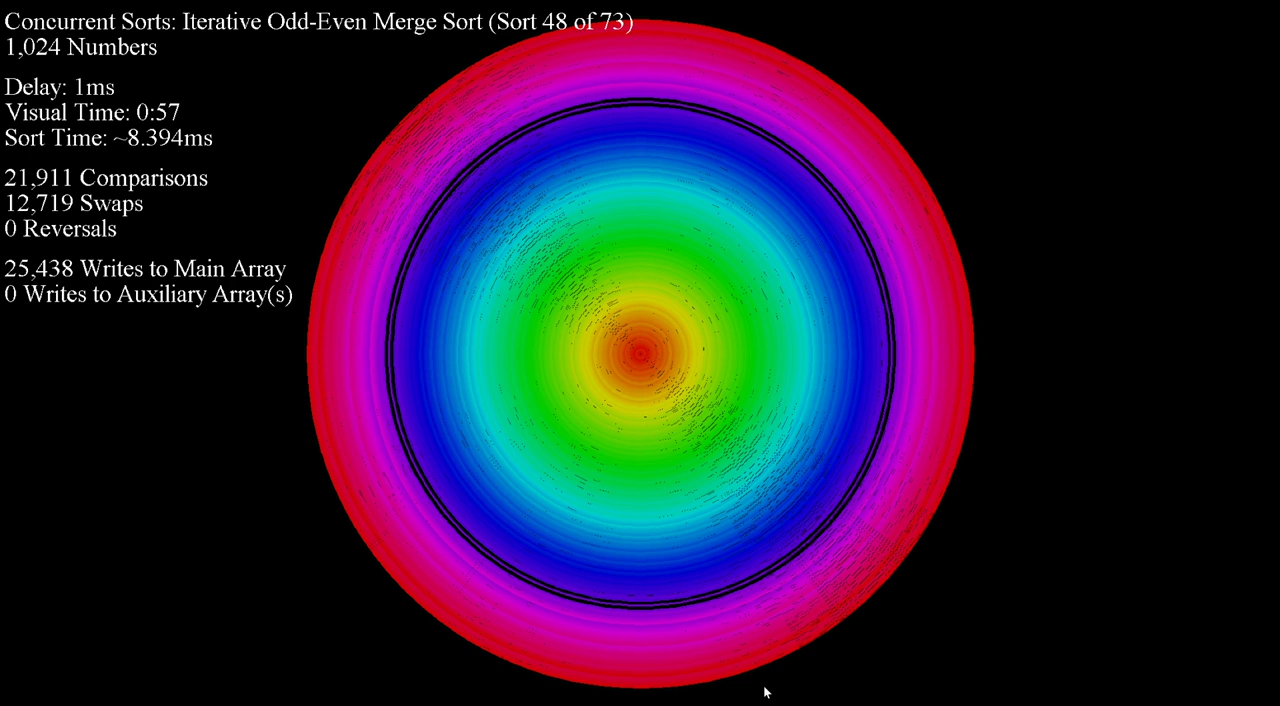 Concurrent Sorts: Iterative Odd-Even Merge Sort (Sort 48 of 73)
1,024 Numbers
Delay: 1ms
Visual Time: 0:57
Sort Time: ~8.394ms
21,911 Comparisons
12,719 Swaps
0 Reversals
25,438 Writes to Main Array
0 Writes to Auxiliary Array(s)